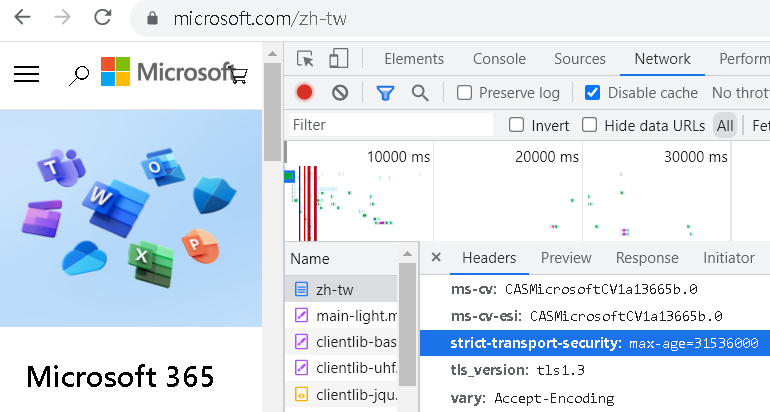 microsoft.com/zh-tw
Microsoft
Microsoft 365
Elements Console Sources Network Perform
Preserve log Disable cache No throt
Filter Invert Hide data URLs All Fet
10000 ms 20000 ms 30000 ms
Name
zh-tw
main-light.m
clientlib-bas
clientlib-uhf
clientlib-jqu.
Headers Preview Response Initiator
ms-cv: CASMicrosoftCV1a13665b.0
ms-cv-esi: CASMicrosoftCV1a13665b.0
strict-transport-security: max-age=31536000
tls_version: tls1.3
vary: Accept-Encoding